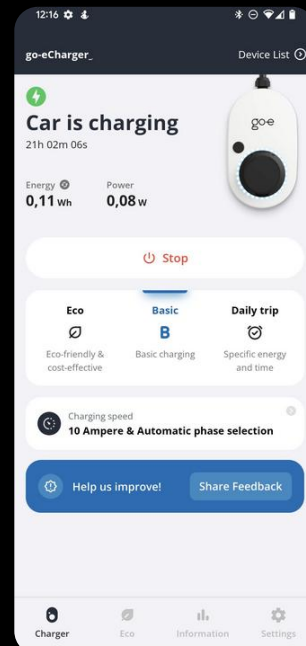 12:16
go-eCharger_
Device List
Car is charging
21h 02m 06s
go-e
Energy
Power
0,11 Wh
0,08 W
Stop
Eco
Basic
Daily trip
B
Eco-friendly &
cost-effective
Basic charging
Specific energy
and time
Charging speed
10 Ampere & Automatic phase selection
Help us improve!
Share Feedback
Charger
Eco
Information
Settings